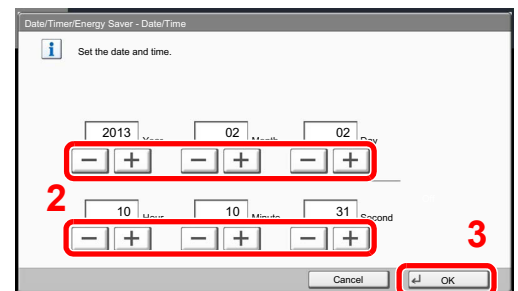 Date/Timer/Energy Saver - Date/Time
i Set the date and time.
2013 Year 02 Month 02 Day
− + − + − +
2
10 Hour 10 Minute 31 Second
− + − + − +
3
Cancel OK